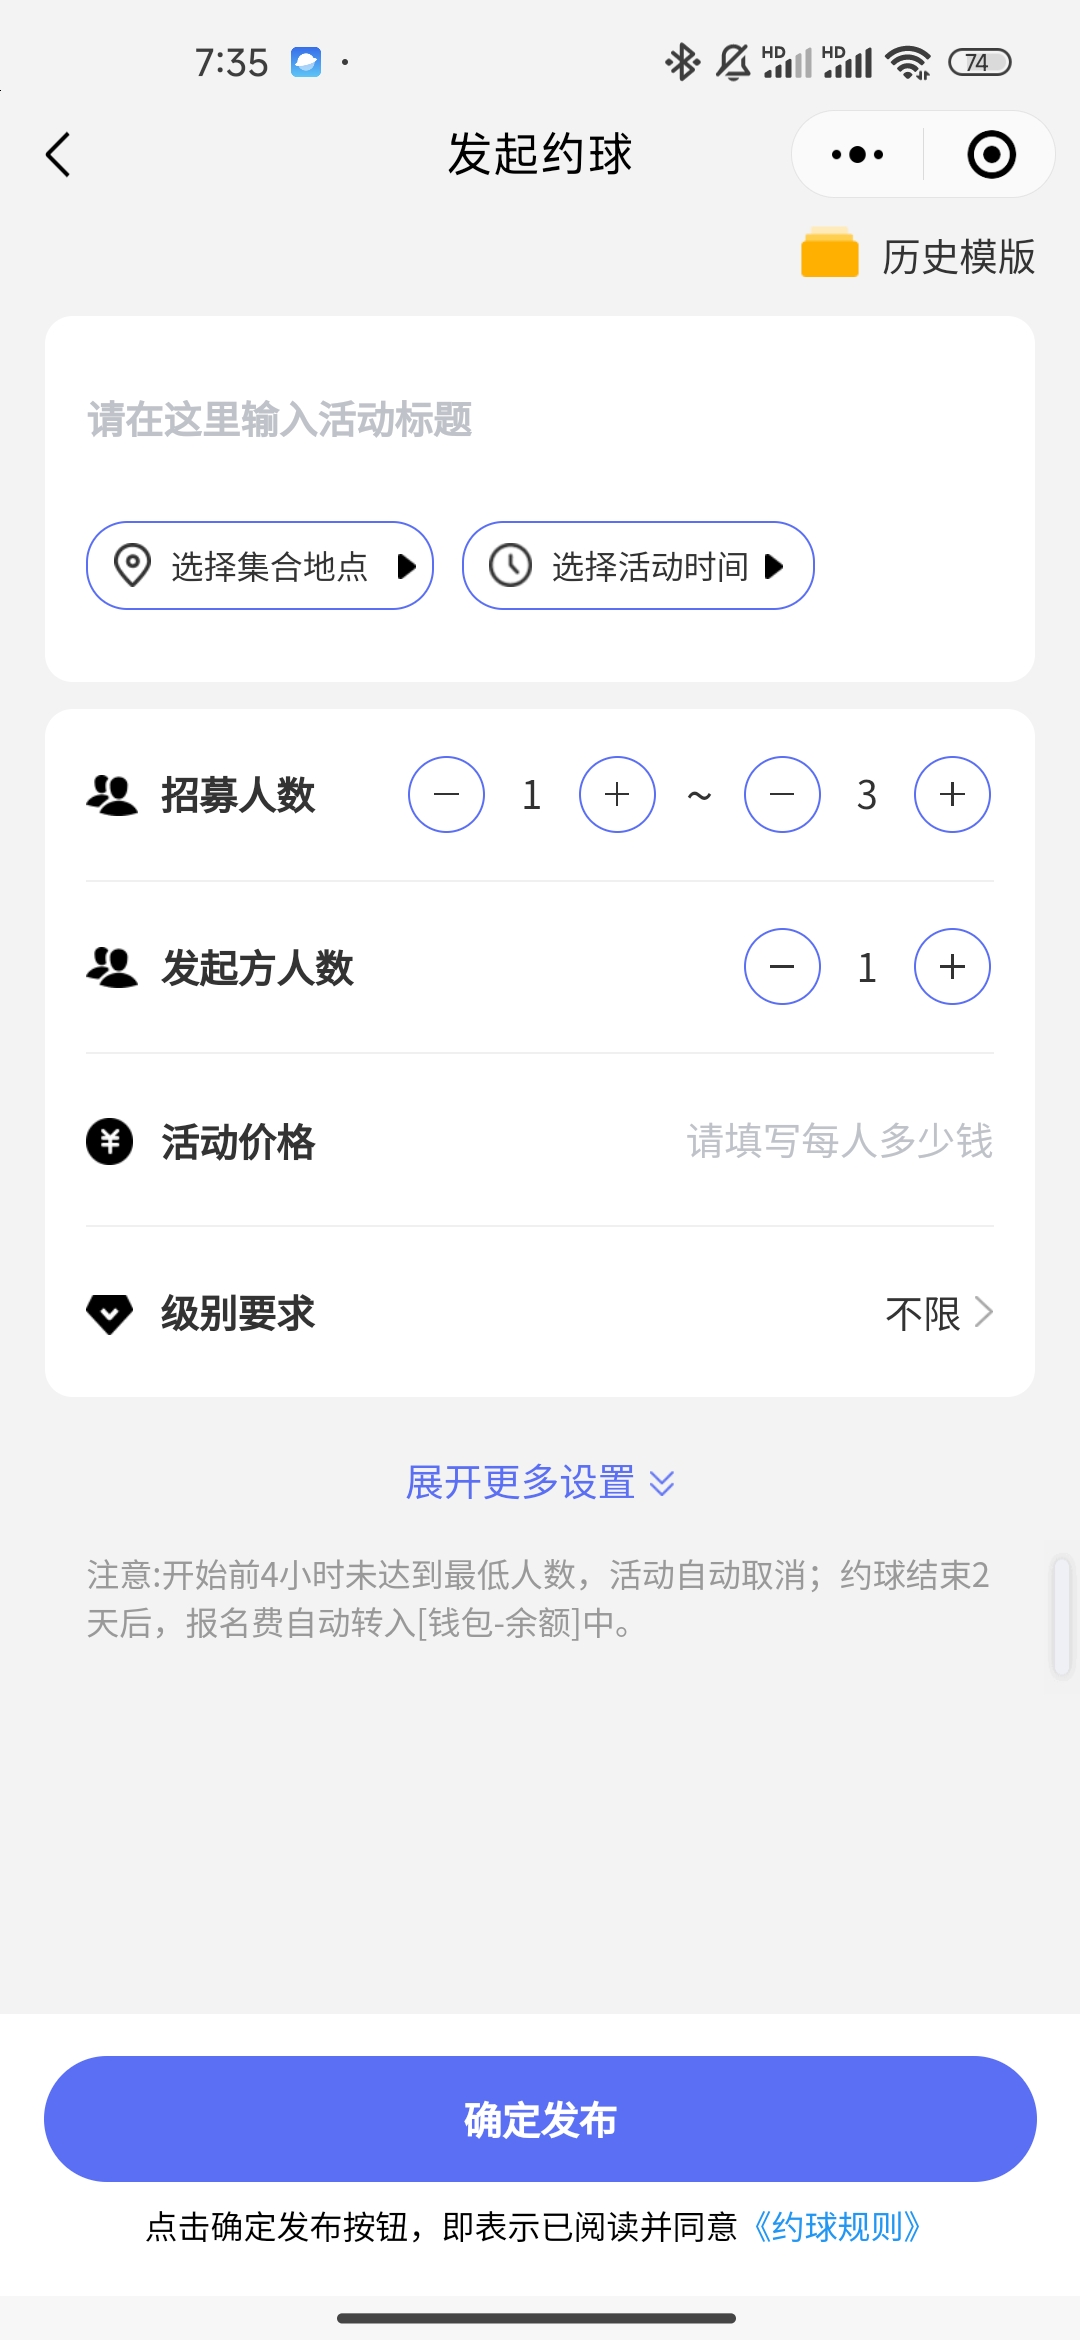 7:35
HD HD 74
发起约球
历史模版
请在这里输入活动标题
选择集合地点 选择活动时间
招募人数 1 ~ 3
发起方人数 1
活动价格 请填写每人多少钱
级别要求 不限
展开更多设置
注意:开始前4小时未达到最低人数，活动自动取消；约球结束2
天后，报名费自动转入[钱包-余额]中。
确定发布
点击确定发布按钮，即表示已阅读并同意《约球规则》